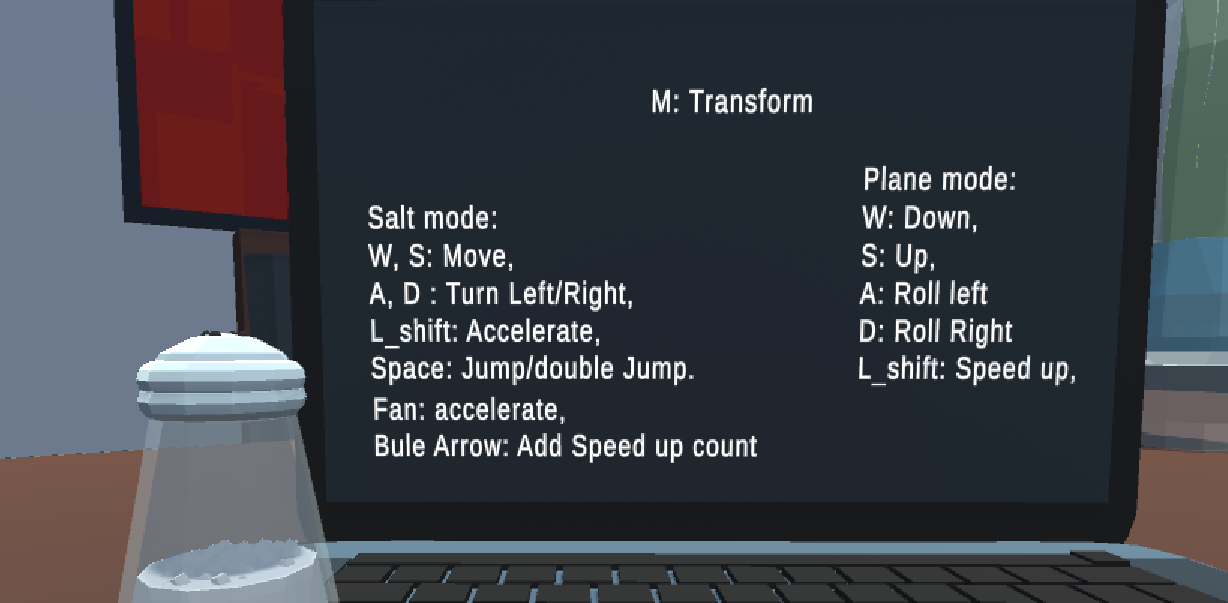 M: Transform
Salt mode:
W, S: Move,
A, D : Turn Left/Right,
L_shift: Accelerate,
Space: Jump/double Jump.
Fan: accelerate,
Bule Arrow: Add Speed up count
Plane mode:
W: Down,
S: Up,
A: Roll left
D: Roll Right
L_shift: Speed up,